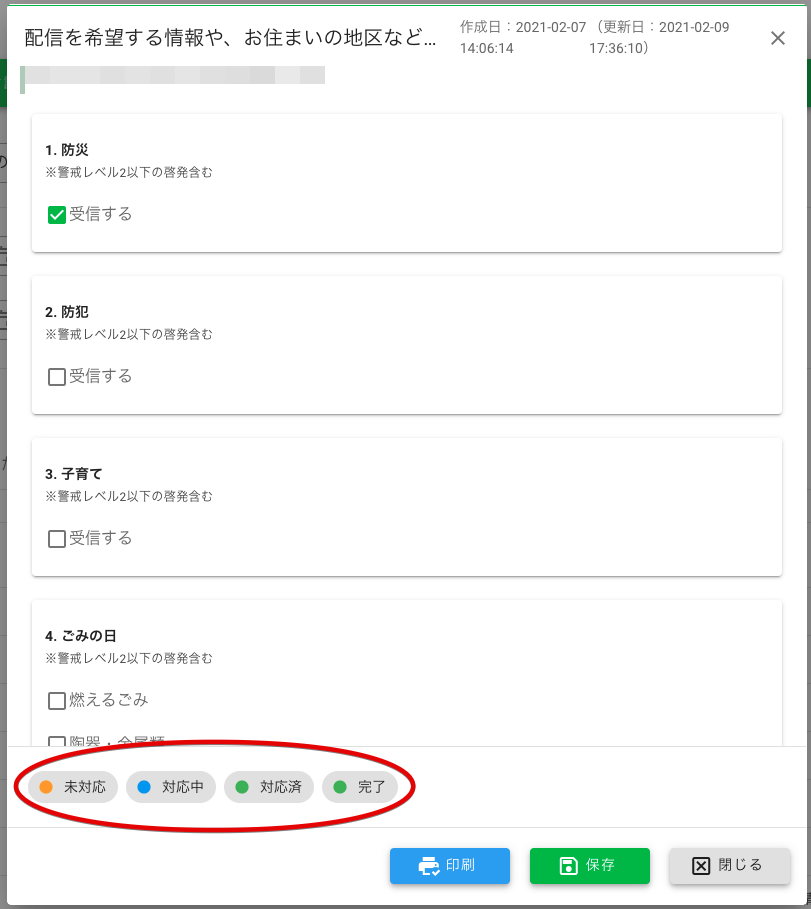 配信を希望する情報や、お住まいの地区など…
作成日：2021-02-07 （更新日：2021-02-09
14:06:14 17:36:10）
1. 防災
※警戒レベル2以下の啓発含む
受信する
2. 防犯
※警戒レベル2以下の啓発含む
受信する
3. 子育て
※警戒レベル2以下の啓発含む
受信する
4. ごみの日
※警戒レベル2以下の啓発含む
燃えるごみ
陶器・金属類
未対応 対応中 対応済 完了
印刷 保存 閉じる